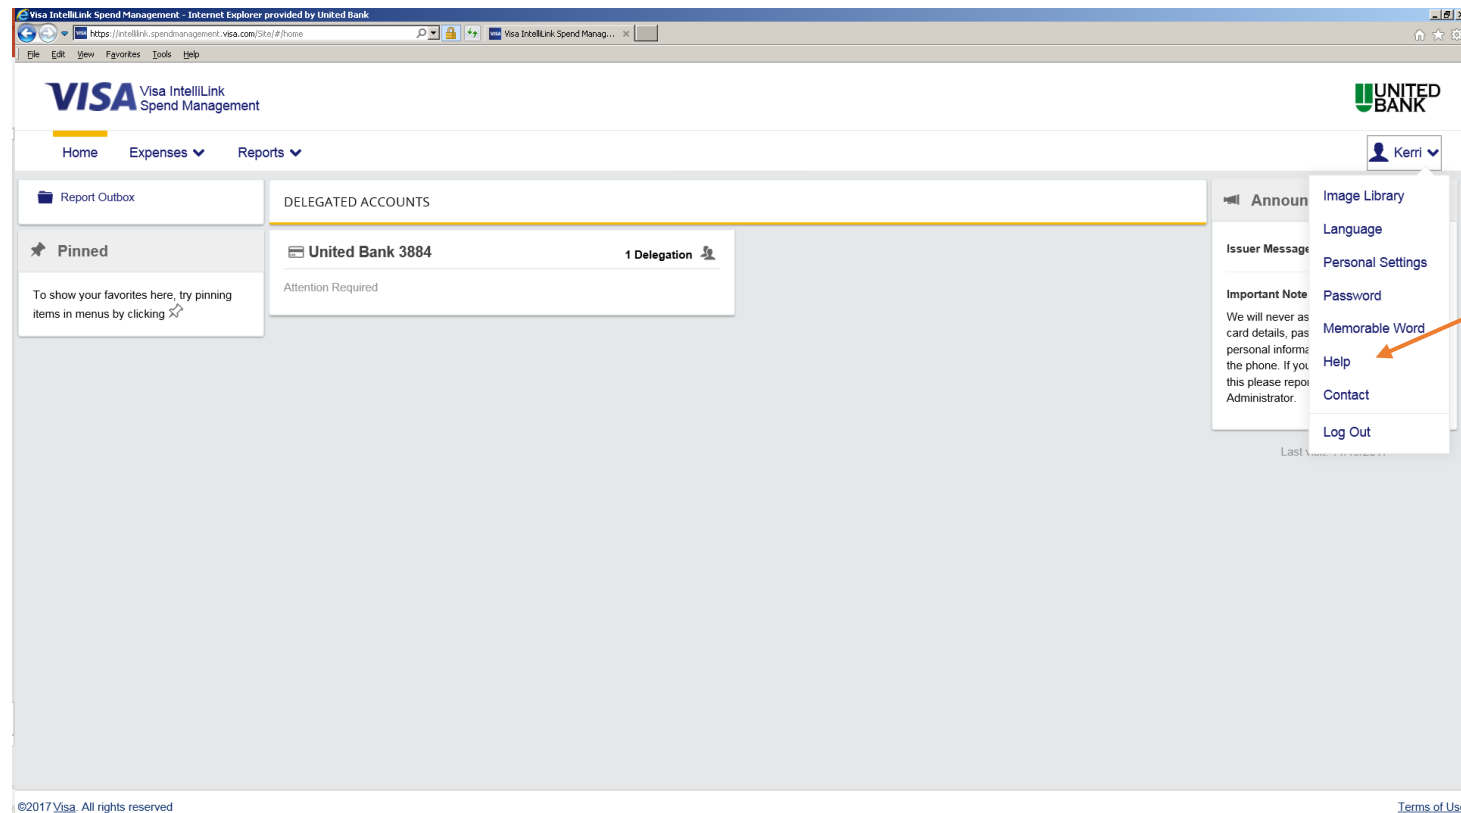 Visa IntelliLink Spend Management - Internet Explorer provided by United Bank
https://intellilink.spendmanagement.visa.com/Site/#/home
Visa IntelliLink Spend Manag...
File Edit View Favorites Tools Help
VISA Visa IntelliLink
Spend Management
UNITED
BANK
Home Expenses Reports
Kerri
Report Outbox
DELEGATED ACCOUNTS
Announ
Image Library
Language
Personal Settings
Password
Memorable Word
Help
Contact
Log Out
Pinned
To show your favorites here, try pinning
items in menus by clicking
United Bank 3884
1 Delegation
Attention Required
Issuer Message
Important Note
We will never as
card details, pas
personal informa
the phone. If you
this please repor
Administrator.
Last
©2017 Visa. All rights reserved
Terms of Use